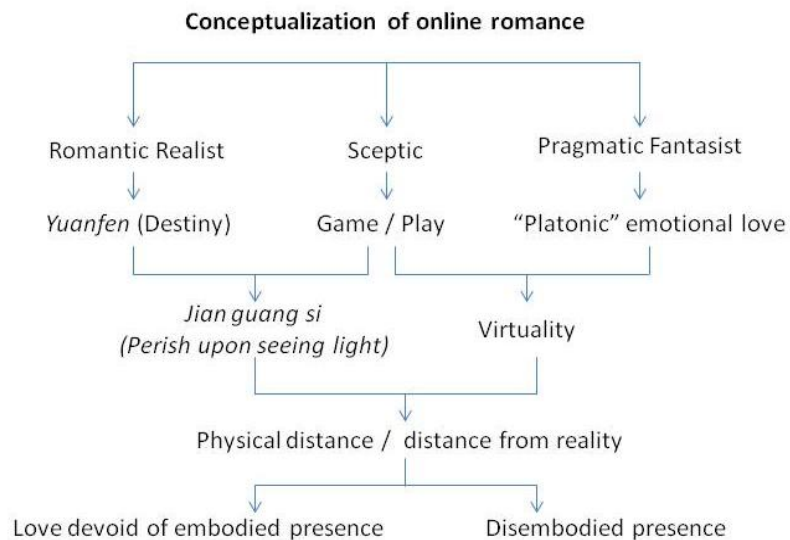 Conceptualization of online romance
Romantic Realist
Sceptic
Pragmatic Fantasist
Yuanfen (Destiny)
Game / Play
“Platonic” emotional love
Jian guang si
(Perish upon seeing light)
Virtuality
Physical distance / distance from reality
Love devoid of embodied presence
Disembodied presence